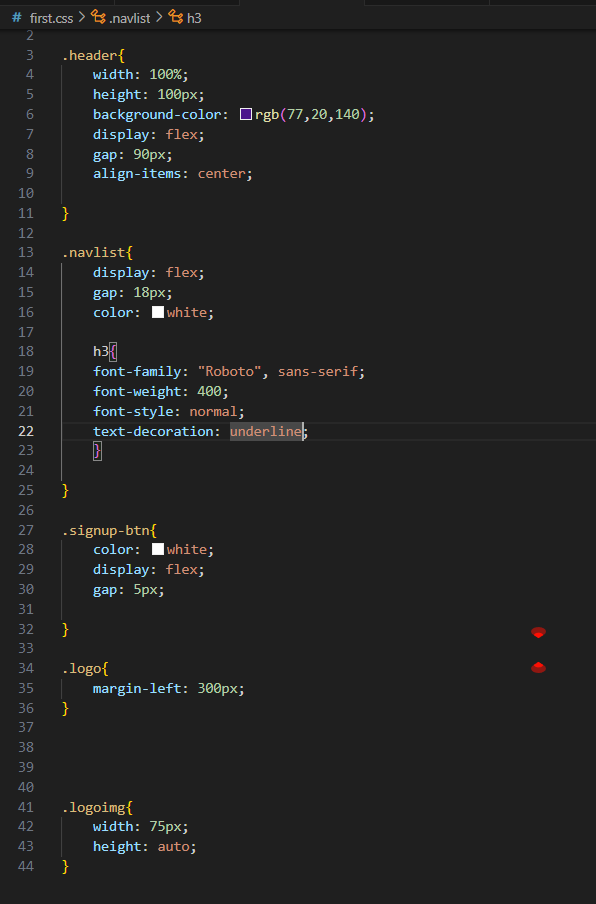 # first.css > .navlist > h3
2
3 .header{
4 width: 100%;
5 height: 100px;
6 background-color: rgb(77,20,140);
7 display: flex;
8 gap: 90px;
9 align-items: center;
10
11 }
12
13 .navlist{
14 display: flex;
15 gap: 18px;
16 color: white;
17
18 h3{
19 font-family: "Roboto", sans-serif;
20 font-weight: 400;
21 font-style: normal;
22 text-decoration: underline;
23 }
24
25 }
26
27 .signup-btn{
28 color: white;
29 display: flex;
30 gap: 5px;
31
32 }
33
34 .logo{
35 margin-left: 300px;
36 }
37
38
39
40
41 .logoimg{
42 width: 75px;
43 height: auto;
44 }